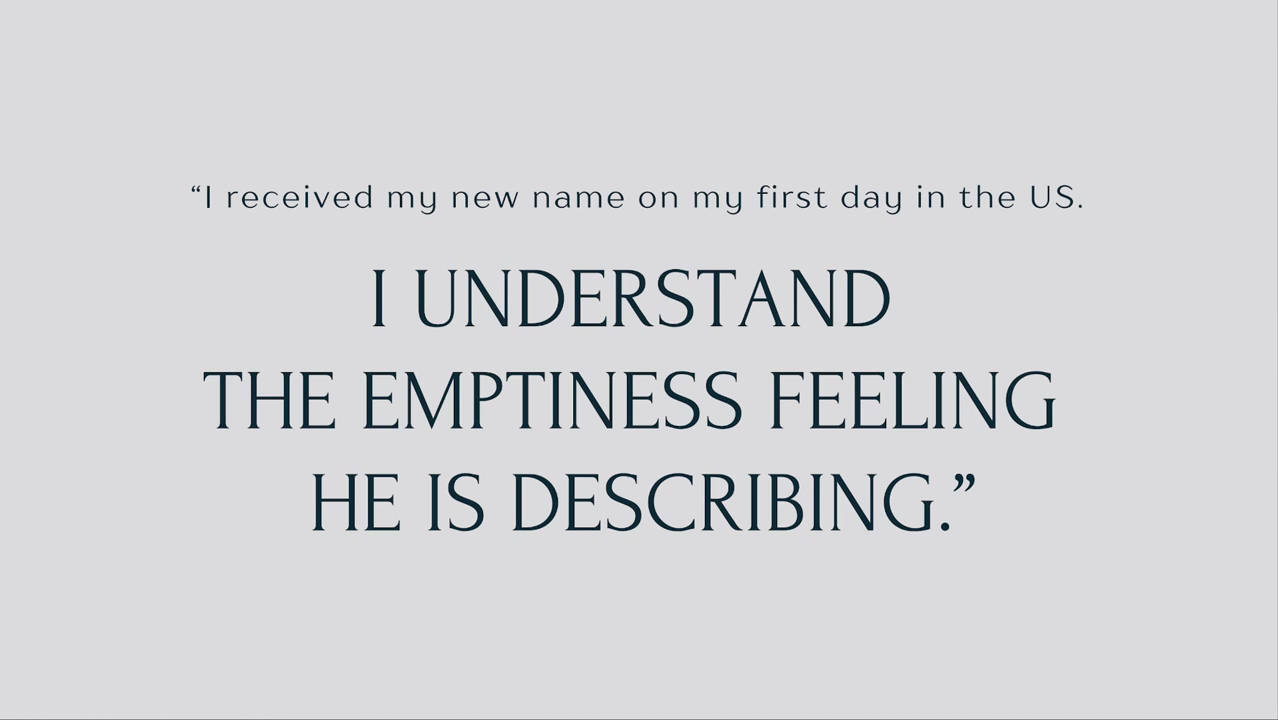 “I received my new name on my first day in the US.
I UNDERSTAND
THE EMPTINESS FEELING
HE IS DESCRIBING.”